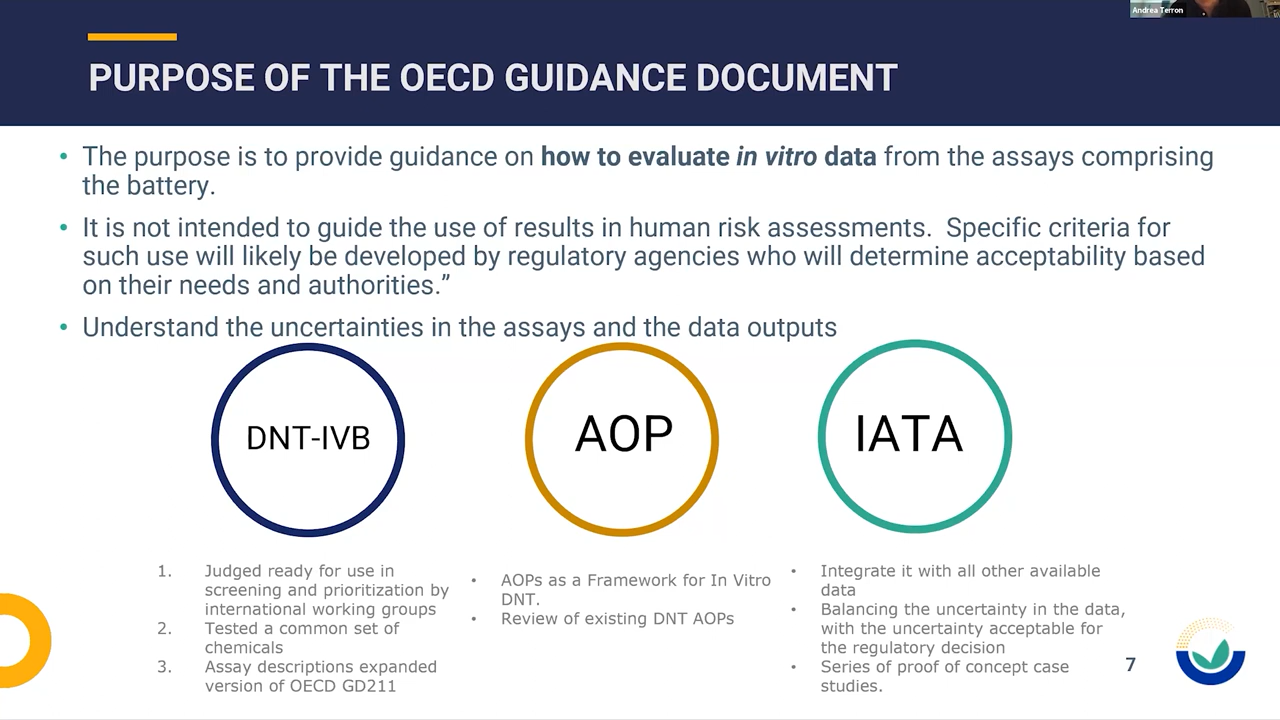 Andrea Terron
PURPOSE OF THE OECD GUIDANCE DOCUMENT
• The purpose is to provide guidance on how to evaluate in vitro data from the assays comprising
the battery.
• It is not intended to guide the use of results in human risk assessments.  Specific criteria for
such use will likely be developed by regulatory agencies who will determine acceptability based
on their needs and authorities.”
• Understand the uncertainties in the assays and the data outputs
DNT-IVB
AOP
IATA
1. Judged ready for use in
screening and prioritization by
international working groups
2. Tested a common set of
chemicals
3. Assay descriptions expanded
version of OECD GD211
• AOPs as a Framework for In Vitro
DNT.
• Review of existing DNT AOPs
• Integrate it with all other available
data
• Balancing the uncertainty in the data,
with the uncertainty acceptable for
the regulatory decision
• Series of proof of concept case
studies.
7